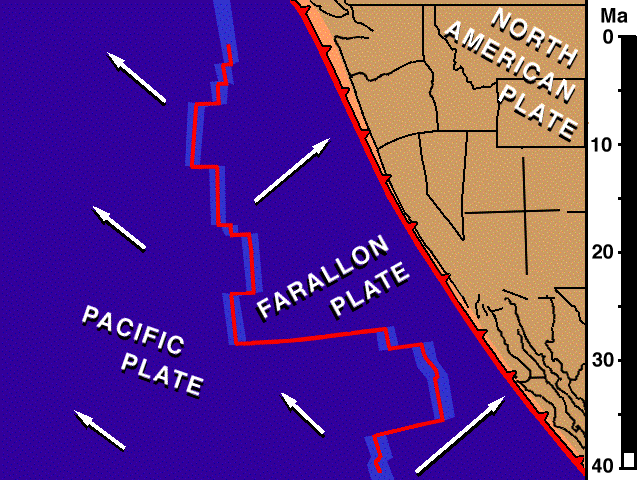 NORTH
AMERICAN
PLATE
FARALLON
PLATE
PACIFIC
PLATE
Ma
0
10
20
30
40